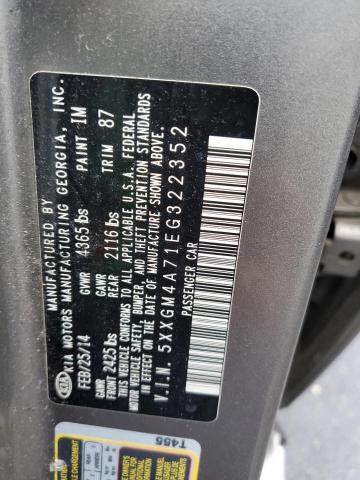 MANUFACTURED BY
KIA KIA MOTORS MANUFACTURING GEORGIA, INC.
FEB/25/14 GVWR 4365 lbs PAINT IM
GAWR FRONT 2425 lbs GAWR REAR 2116 lbs TRIM 87
THIS VEHICLE CONFORMS TO ALL APPLICABLE U.S.A. FEDERAL
MOTOR VEHICLE SAFETY, BUMPER, AND THEFT PREVENTION STANDARDS
IN EFFECT ON THE DATE OF MANUFACTURE SHOWN ABOVE.
V.I.N. 5XXGM4A71EG322352
PASSENGER CAR
T455